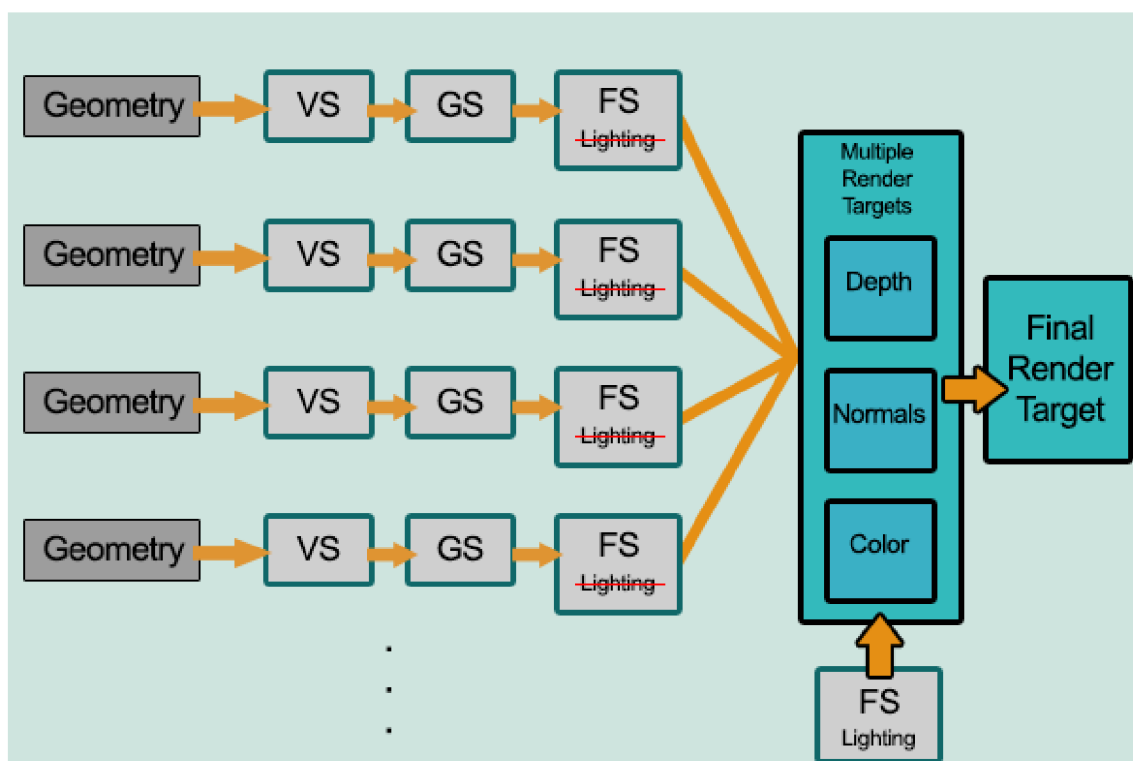 Geometry
VS
GS
FS
Lighting
Geometry
VS
GS
FS
Lighting
Geometry
VS
GS
FS
Lighting
Geometry
VS
GS
FS
Lighting
Multiple
Render
Targets
Depth
Normals
Color
FS
Lighting
Final
Render
Target